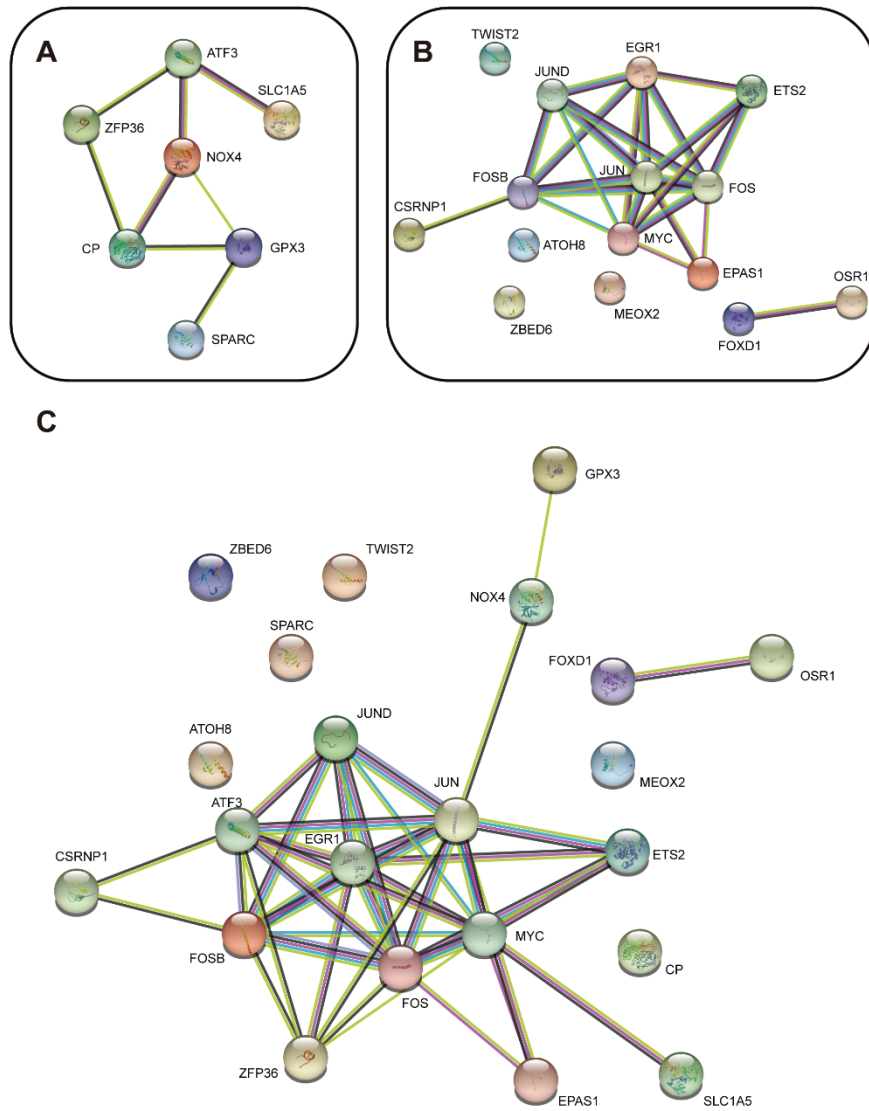 A
ATF3
SLC1A5
ZFP36
NOX4
CP
GPX3
SPARC
B
TWIST2
EGR1
JUND
ETS2
FOSB
JUN
FOS
CSRNP1
MYC
ATOH8
EPAS1
OSR1
ZBED6
MEOX2
FOXD1
C
GPX3
ZBED6
TWIST2
NOX4
SPARC
FOXD1
OSR1
JUND
ATOH8
JUN
MEOX2
ATF3
EGR1
CSRNP1
ETS2
MYC
FOSB
CP
FOS
ZFP36
EPAS1
SLC1A5